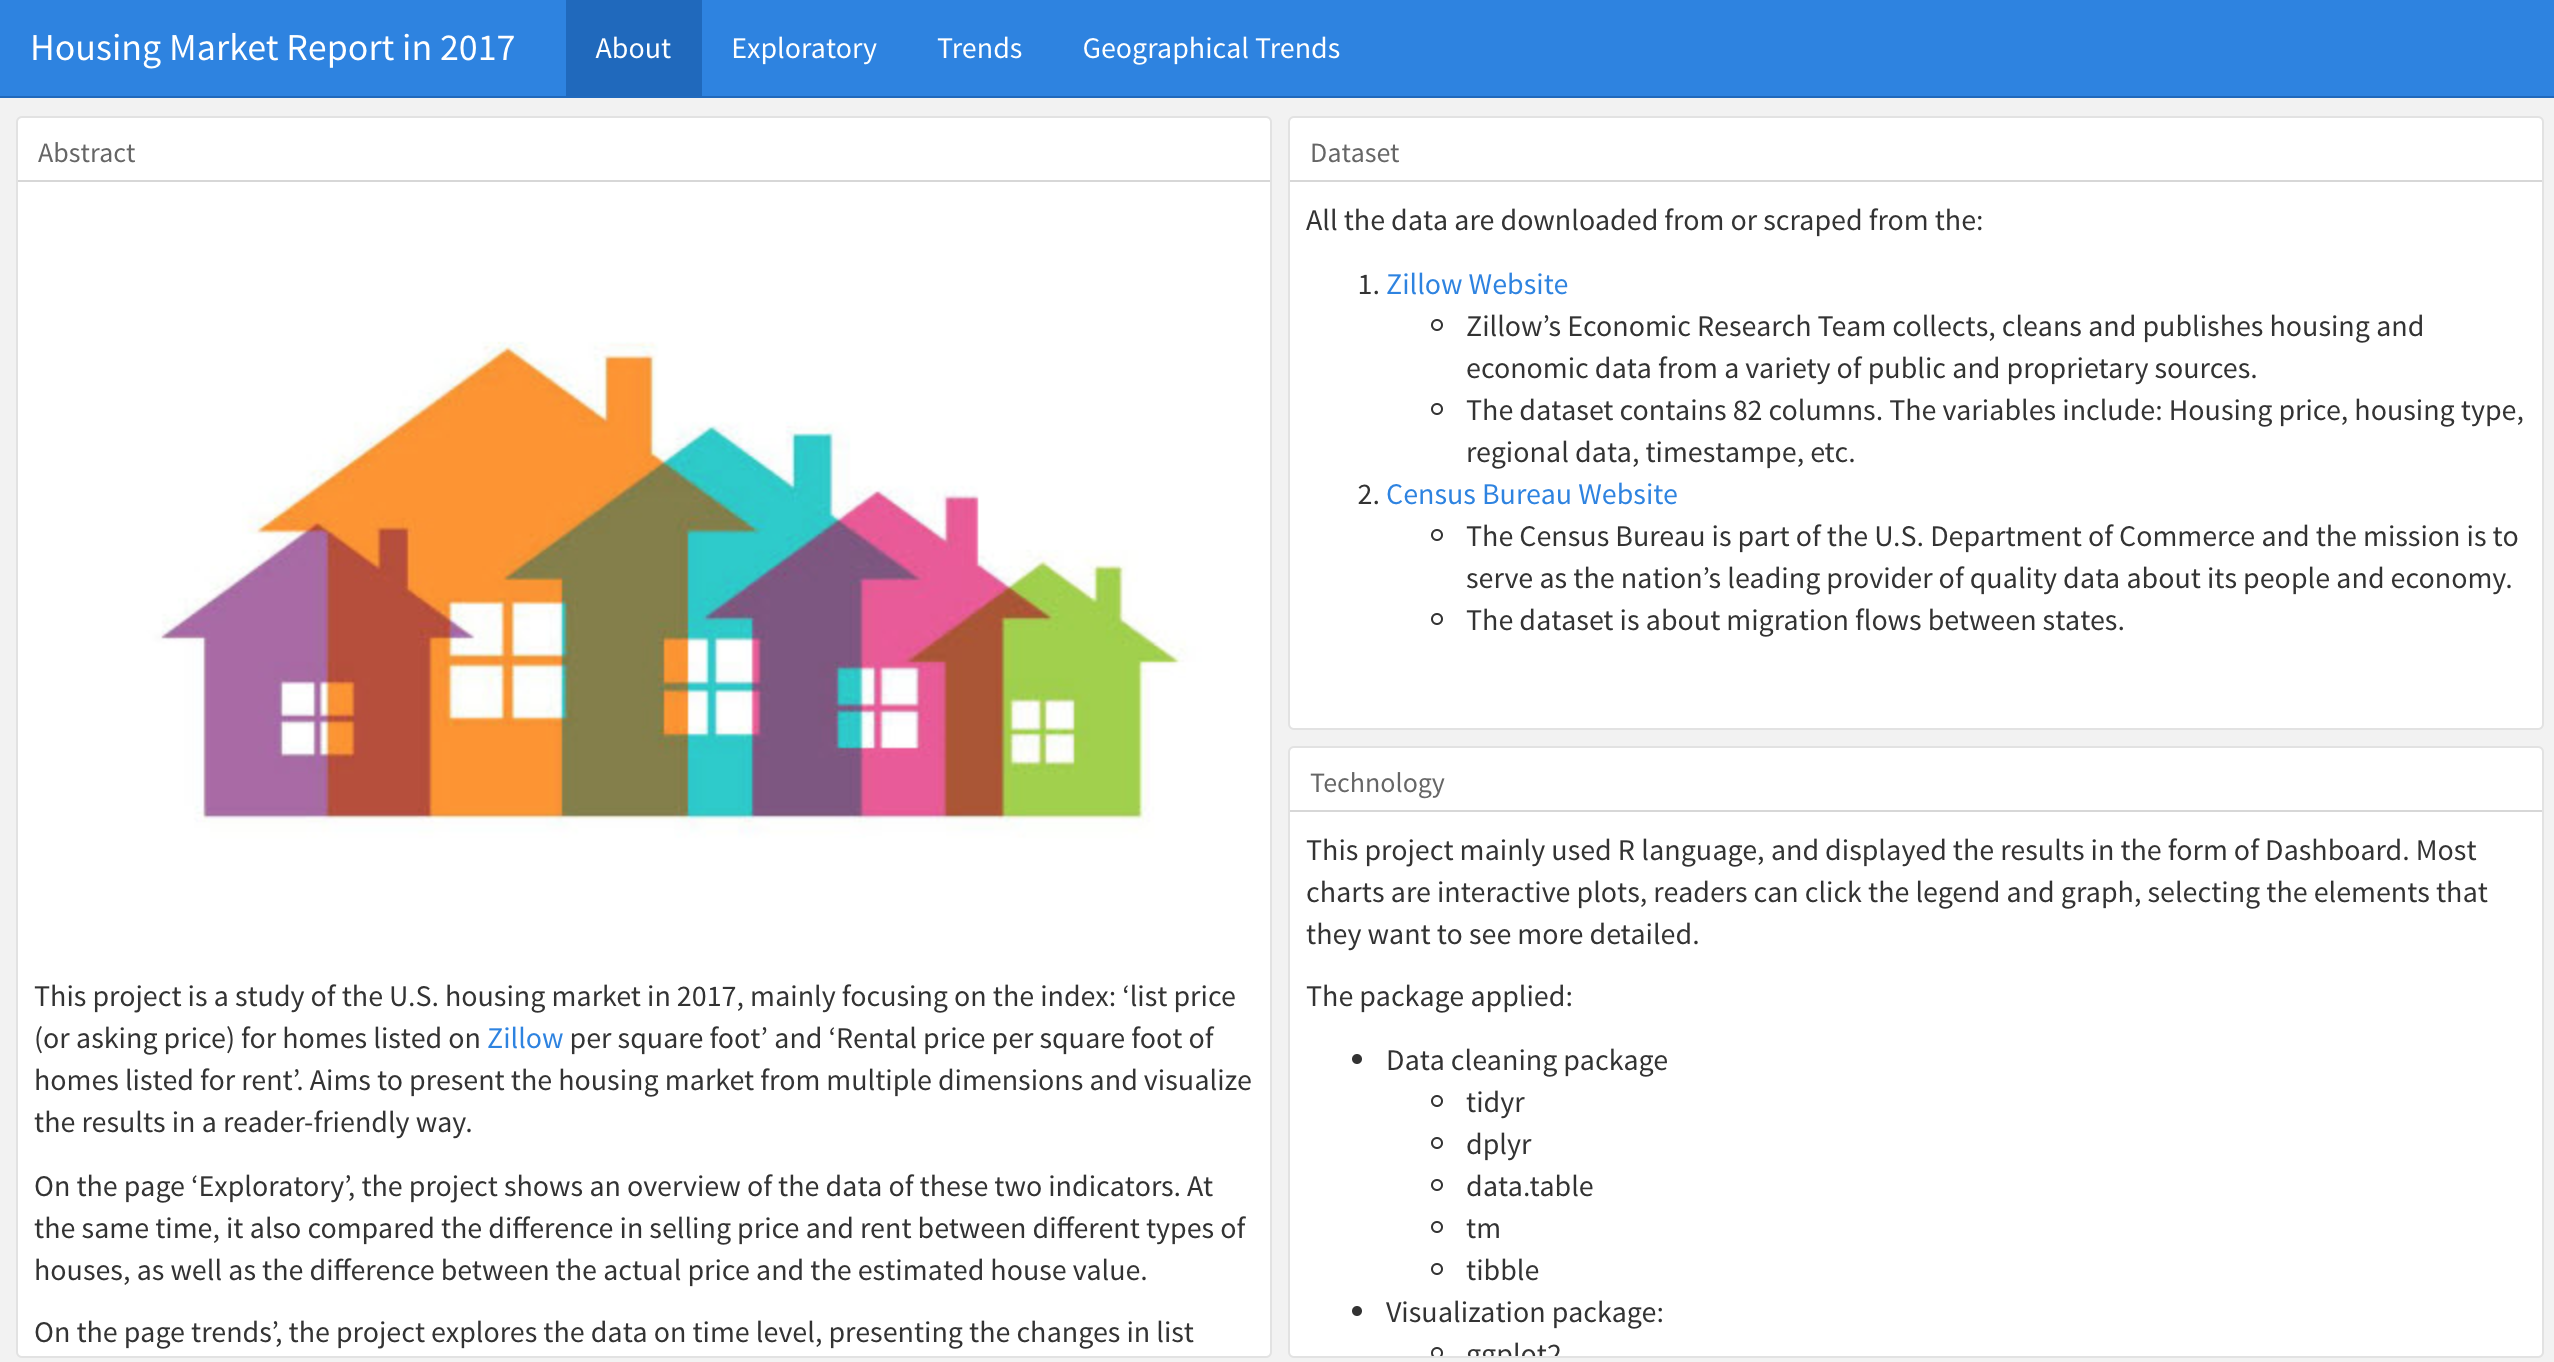 Housing Market Report in 2017
About
Exploratory
Trends
Geographical Trends
Abstract
This project is a study of the U.S. housing market in 2017, mainly focusing on the index: ‘list price
(or asking price) for homes listed on Zillow per square foot’ and ‘Rental price per square foot of
homes listed for rent’. Aims to present the housing market from multiple dimensions and visualize
the results in a reader-friendly way.
On the page ‘Exploratory’, the project shows an overview of the data of these two indicators. At
the same time, it also compared the difference in selling price and rent between different types of
houses, as well as the difference between the actual price and the estimated house value.
On the page trends’, the project explores the data on time level, presenting the changes in list
Dataset
All the data are downloaded from or scraped from the:
1. Zillow Website
Zillow’s Economic Research Team collects, cleans and publishes housing and
economic data from a variety of public and proprietary sources.
The dataset contains 82 columns. The variables include: Housing price, housing type,
regional data, timestampe, etc.
2. Census Bureau Website
The Census Bureau is part of the U.S. Department of Commerce and the mission is to
serve as the nation’s leading provider of quality data about its people and economy.
The dataset is about migration flows between states.
Technology
This project mainly used R language, and displayed the results in the form of Dashboard. Most
charts are interactive plots, readers can click the legend and graph, selecting the elements that
they want to see more detailed.
The package applied:
Data cleaning package
tidyr
dplyr
data.table
tm
tibble
Visualization package:
ggplot2